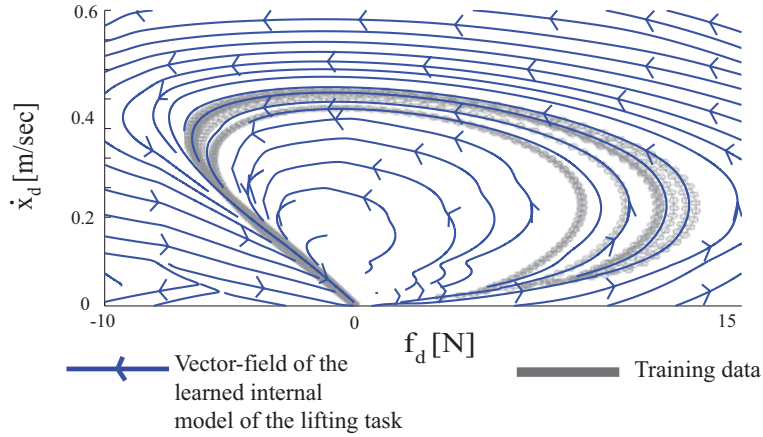 0.6
0.4
0.2
0
ẋd [m/sec]
-10
0
15
fd [N]
Vector-field of the
learned internal
model of the lifting task
Training data